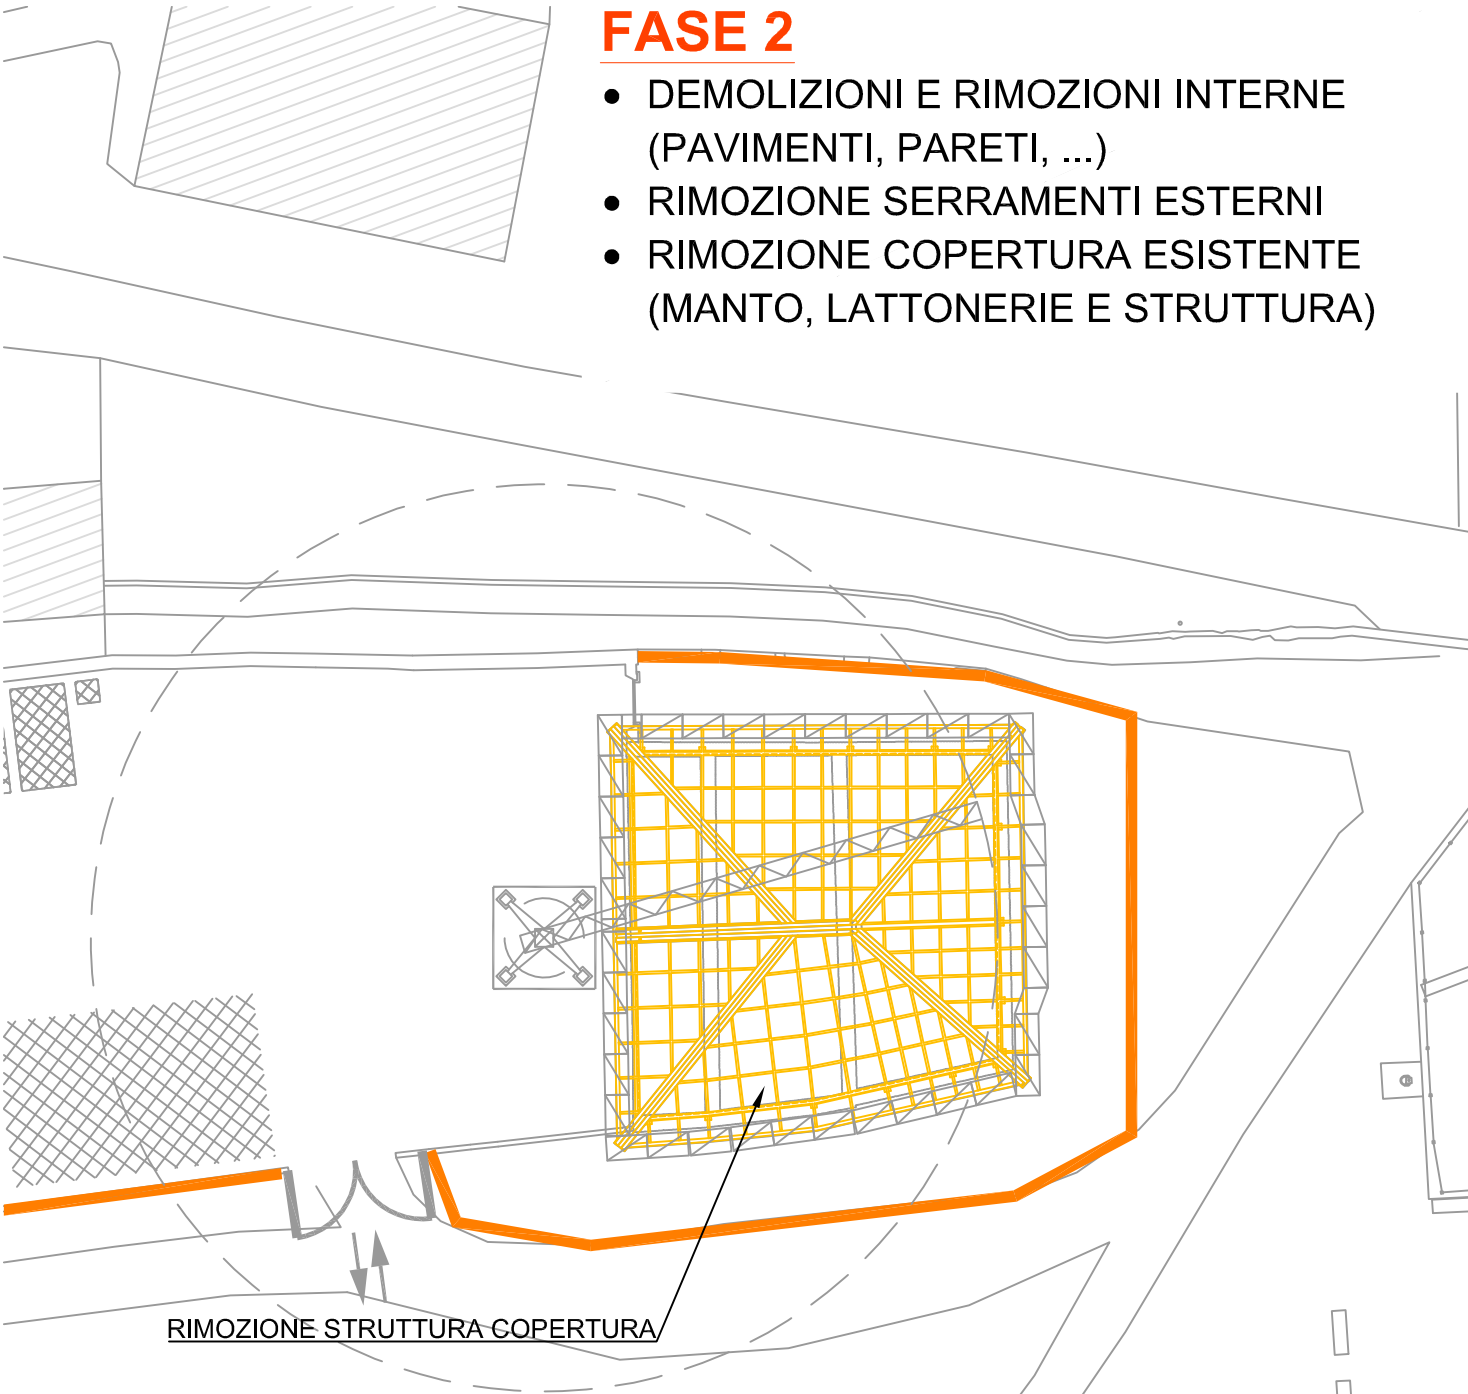 FASE 2
• DEMOLIZIONI E RIMOZIONI INTERNE
(PAVIMENTI, PARETI, ...)
• RIMOZIONE SERRAMENTI ESTERNI
• RIMOZIONE COPERTURA ESISTENTE
(MANTO, LATTONERIE E STRUTTURA)
RIMOZIONE STRUTTURA COPERTURA